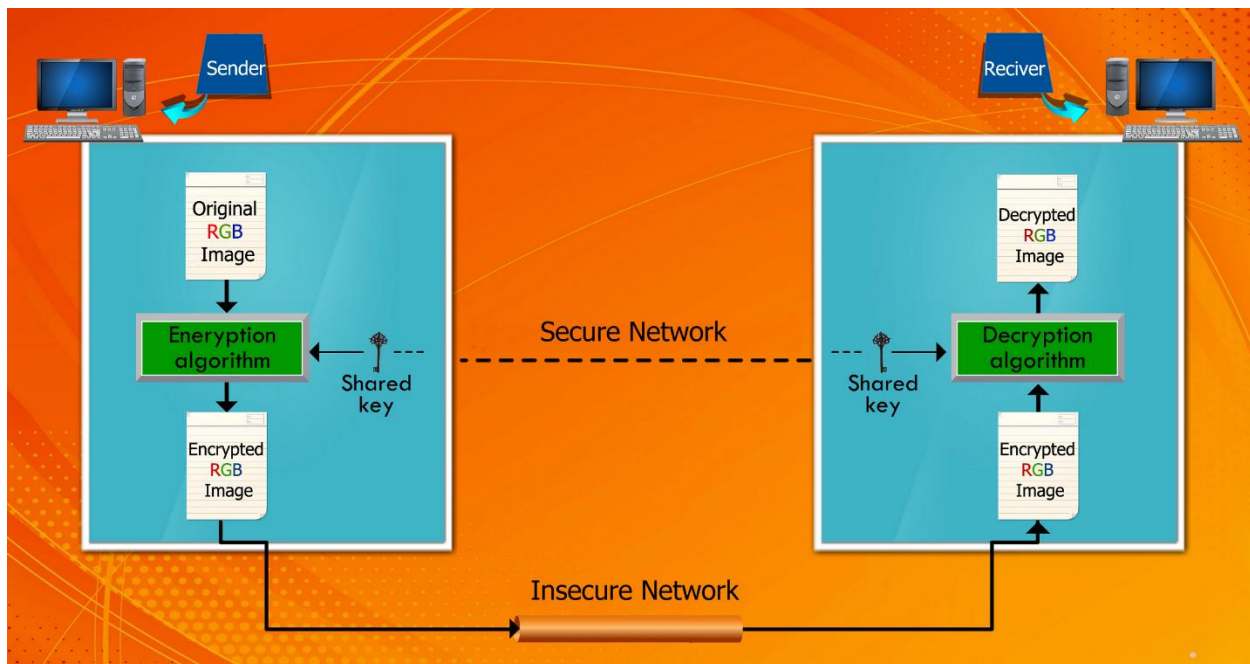 Sender
Reciver
Original
RGB
Image
Eneryption
algorithm
Shared
key
Encrypted
RGB
Image
Secure Network
Insecure Network
Decrypted
RGB
Image
Decryption
algorithm
Shared
key
Encrypted
RGB
Image